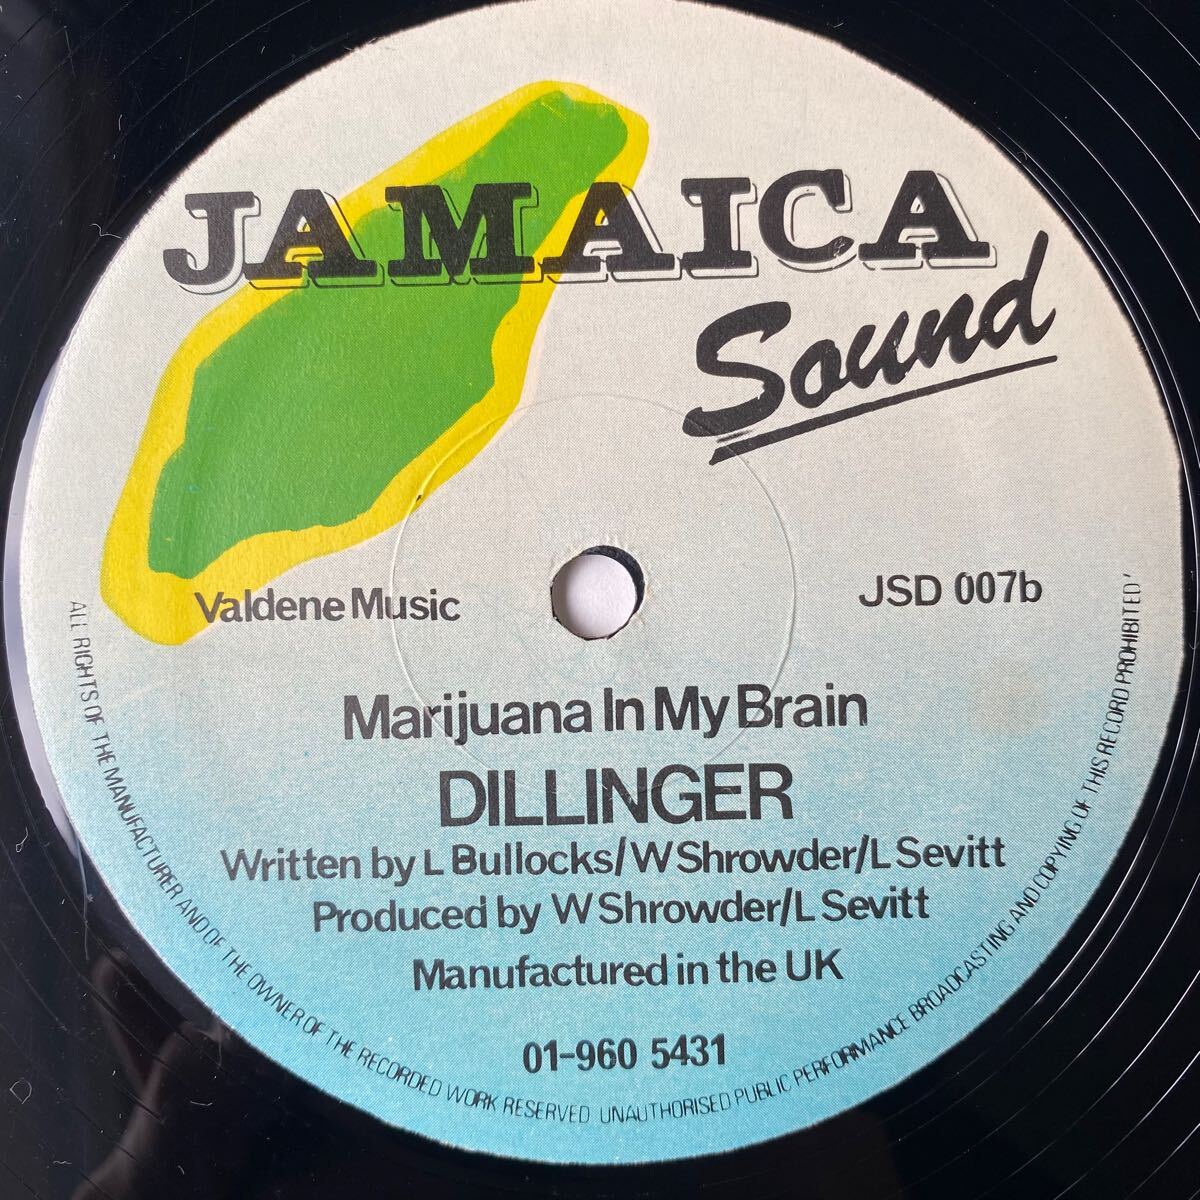 JAMAICA
Sound
Valdene Music
JSD 007b
Marijuana In My Brain
DILLINGER
Written by L Bullocks/W Shrowder/L Sevitt
Produced by W Shrowder/L Sevitt
Manufactured in the UK
01-960 5431
ALL RIGHTS OF THE MANUFACTURER AND OF THE OWNER OF THE RECORDED WORK RESERVED UNAUTHORISED PUBLIC PERFORMANCE BROADCASTING AND COPYING OF THIS RECORD PROHIBITED'